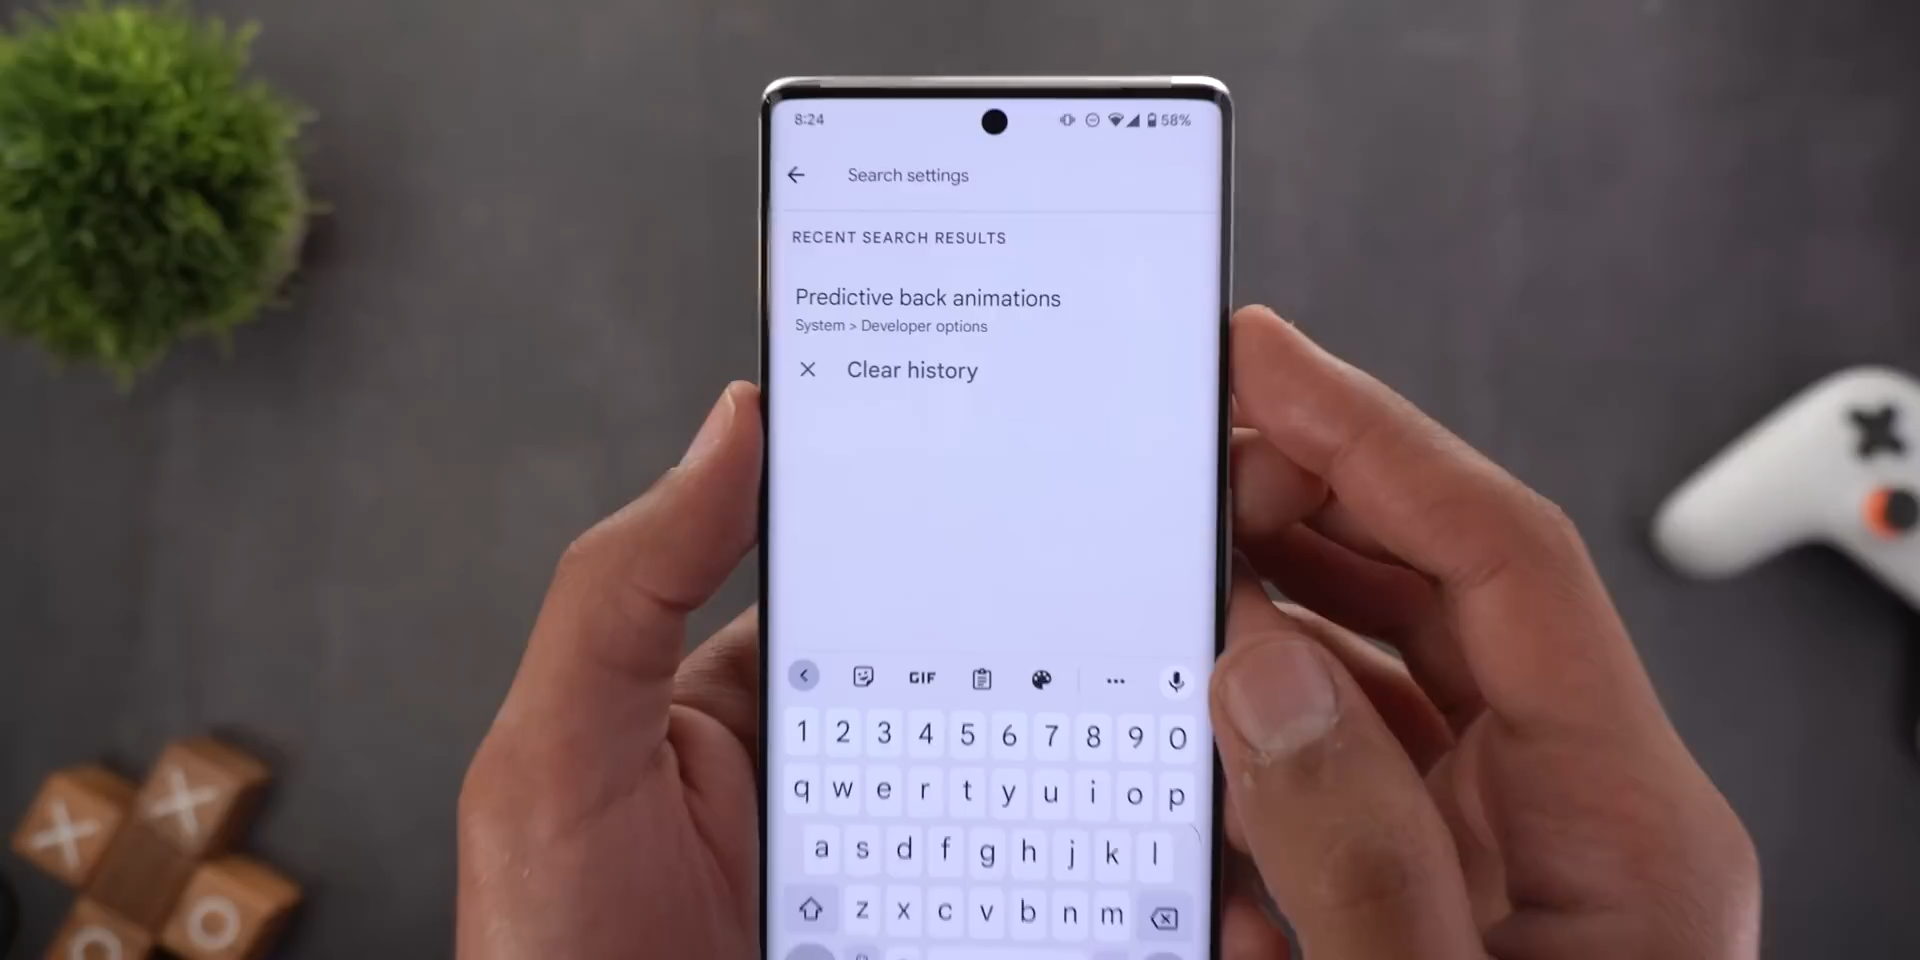 8:24 58%
Search settings
RECENT SEARCH RESULTS
Predictive back animations
System > Developer options
Clear history
GIF
1 2 3 4 5 6 7 8 9 0
q w e r t y u i o p
a s d f g h j k l
z x c v b n m
X X
O O